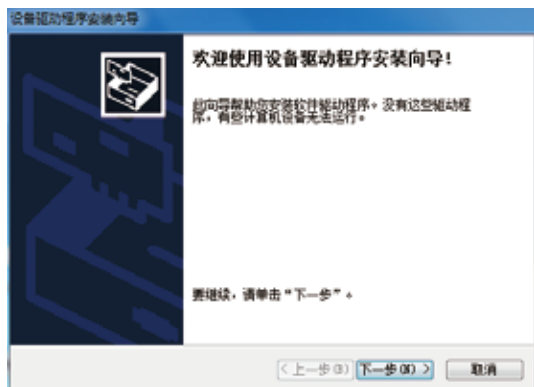 设备驱动程序安装向导
欢迎使用设备驱动程序安装向导!
此向导帮助您安装软件驱动程序。没有这些驱动程
序，有些计算机设备无法运行。
要继续，请单击“下一步”。
<上一步(B) 下一步(N)> 取消